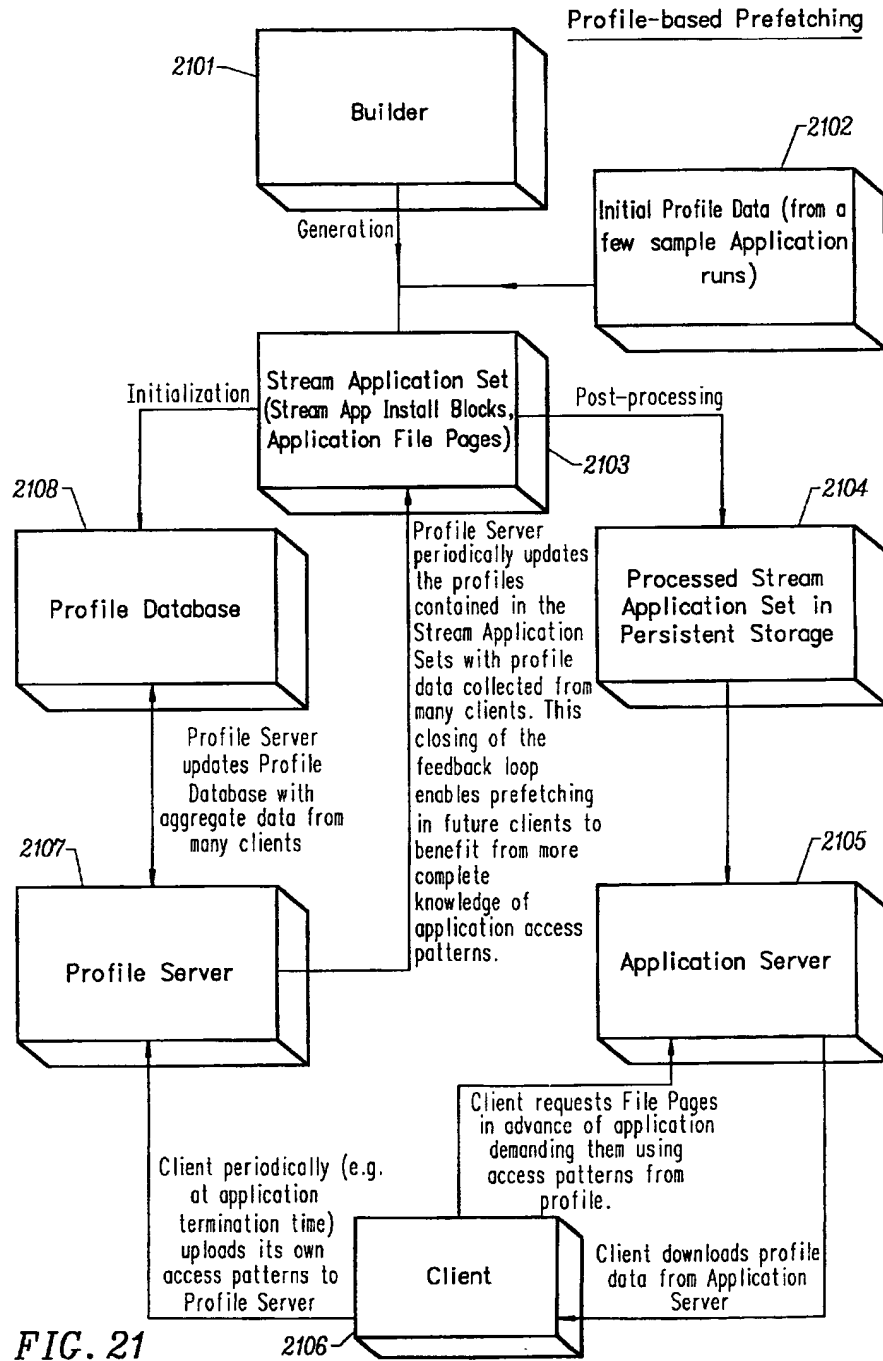 Profile-based Prefetching
2101
Builder
2102
Initial Profile Data (from a
few sample Application
runs)
Generation
Stream Application Set
(Stream App Install Blocks,
Application File Pages)
Initialization
Post-processing
2103
2108
Profile Database
2104
Processed Stream
Application Set in
Persistent Storage
Profile Server
periodically updates
the profiles
contained in the
Stream Application
Sets with profile
data collected from
many clients. This
closing of the
feedback loop
enables prefetching
in future clients to
benefit from more
complete
knowledge of
application access
patterns.
Profile Server
updates Profile
Database with
aggregate data from
many clients
2107
Profile Server
2105
Application Server
Client requests File Pages
in advance of application
demanding them using
access patterns from
profile.
Client periodically (e.g.
at application
termination time)
uploads its own
access patterns to
Profile Server
Client
Client downloads profile
data from Application
Server
2106
FIG. 21